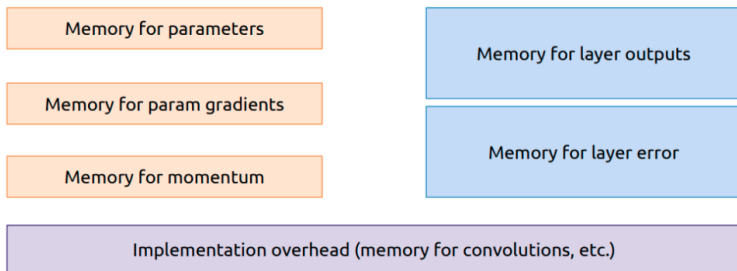 Memory for parameters
Memory for param gradients
Memory for momentum
Memory for layer outputs
Memory for layer error
Implementation overhead (memory for convolutions, etc.)